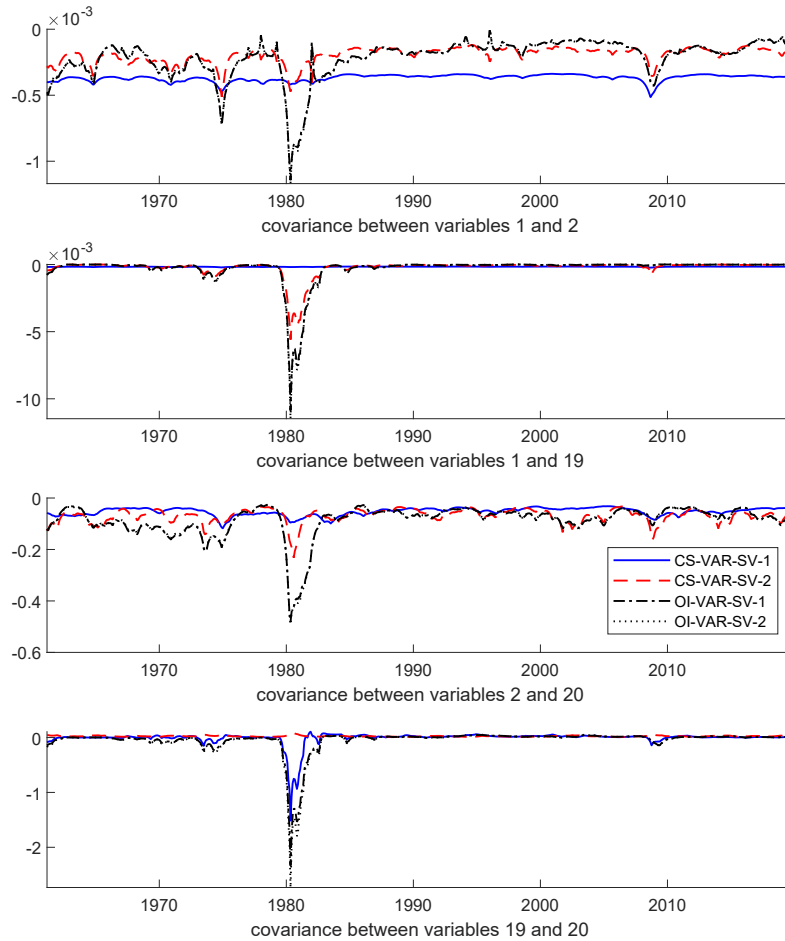 ×10⁻³
0
-0.5
-1
1970 1980 1990 2000 2010
covariance between variables 1 and 2
×10⁻³
0
-5
-10
1970 1980 1990 2000 2010
covariance between variables 1 and 19
0
-0.2
-0.4
-0.6
CS-VAR-SV-1
CS-VAR-SV-2
OI-VAR-SV-1
OI-VAR-SV-2
1970 1980 1990 2000 2010
covariance between variables 2 and 20
0
-1
-2
1970 1980 1990 2000 2010
covariance between variables 19 and 20